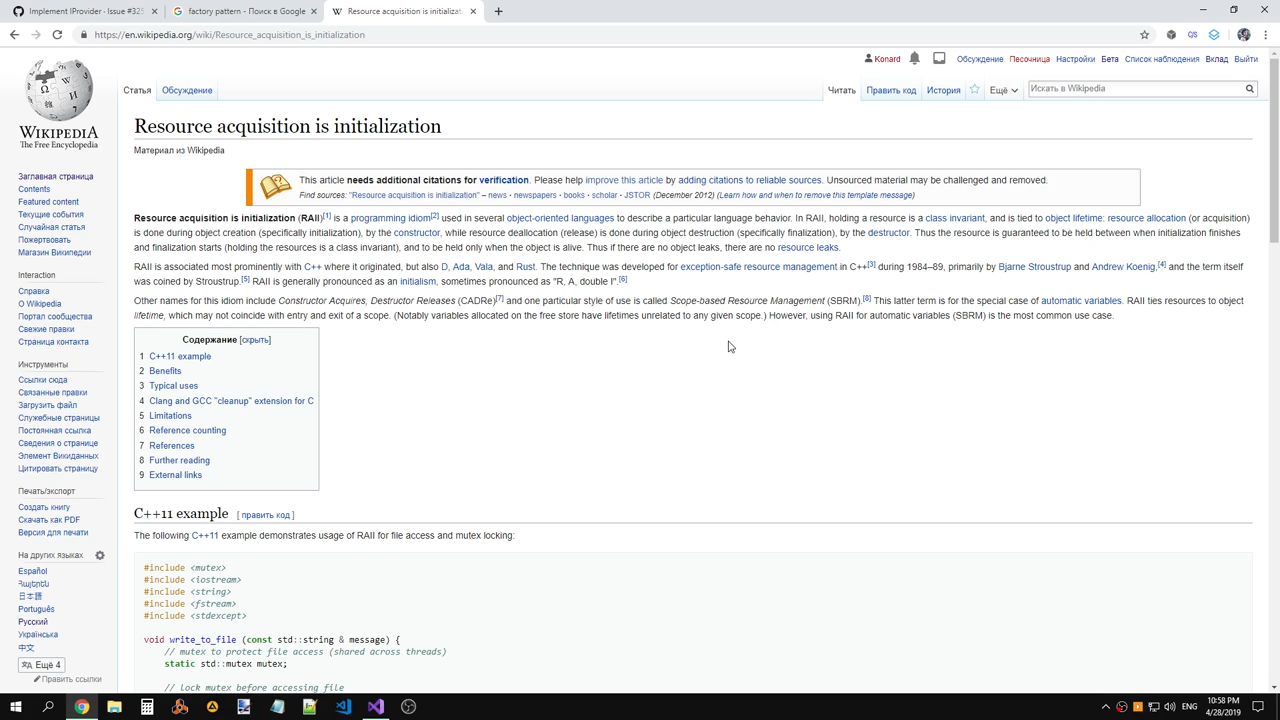 Implement IProvider · Issue #325
factory pattern - Поиск в Google
Resource acquisition is initializati
https://en.wikipedia.org/wiki/Resource_acquisition_is_initialization
Konard Обсуждение Песочница Настройки Бета Список наблюдения Вклад Выйти
Статья Обсуждение Читать Править код История Ещё Искать в Wikipedia
WIKIPEDIA
The Free Encyclopedia
Заглавная страница
Contents
Featured content
Текущие события
Случайная статья
Пожертвовать
Магазин Википедии
Interaction
Справка
О Wikipedia
Портал сообщества
Свежие правки
Страница контакта
Инструменты
Ссылки сюда
Связанные правки
Загрузить файл
Служебные страницы
Постоянная ссылка
Сведения о странице
Элемент Викиданных
Цитировать страницу
Печать/экспорт
Создать книгу
Скачать как PDF
Версия для печати
На других языках
Español
Հայերեն
日本語
Português
Русский
Українська
中文
Ещё 4
Править ссылки
Resource acquisition is initialization
Материал из Wikipedia
This article needs additional citations for verification. Please help improve this article by adding citations to reliable sources. Unsourced material may be challenged and removed.
Find sources: "Resource acquisition is initialization" – news · newspapers · books · scholar · JSTOR (December 2012) (Learn how and when to remove this template message)
Resource acquisition is initialization (RAII)[1] is a programming idiom[2] used in several object-oriented languages to describe a particular language behavior. In RAII, holding a resource is a class invariant, and is tied to object lifetime: resource allocation (or acquisition)
is done during object creation (specifically initialization), by the constructor, while resource deallocation (release) is done during object destruction (specifically finalization), by the destructor. Thus the resource is guaranteed to be held between when initialization finishes
and finalization starts (holding the resources is a class invariant), and to be held only when the object is alive. Thus if there are no object leaks, there are no resource leaks.
RAII is associated most prominently with C++ where it originated, but also D, Ada, Vala, and Rust. The technique was developed for exception-safe resource management in C++[3] during 1984–89, primarily by Bjarne Stroustrup and Andrew Koenig,[4] and the term itself
was coined by Stroustrup.[5] RAII is generally pronounced as an initialism, sometimes pronounced as "R, A, double I".[6]
Other names for this idiom include Constructor Acquires, Destructor Releases (CADRe)[7] and one particular style of use is called Scope-based Resource Management (SBRM).[8] This latter term is for the special case of automatic variables. RAII ties resources to object
lifetime, which may not coincide with entry and exit of a scope. (Notably variables allocated on the free store have lifetimes unrelated to any given scope.) However, using RAII for automatic variables (SBRM) is the most common use case.
Содержание [скрыть]
1 C++11 example
2 Benefits
3 Typical uses
4 Clang and GCC "cleanup" extension for C
5 Limitations
6 Reference counting
7 References
8 Further reading
9 External links
C++11 example [ править код ]
The following C++11 example demonstrates usage of RAII for file access and mutex locking:
#include <mutex>
#include <iostream>
#include <string>
#include <fstream>
#include <stdexcept>
void write_to_file (const std::string & message) {
// mutex to protect file access (shared across threads)
static std::mutex mutex;
// lock mutex before accessing file
ENG
10:58 PM
4/28/2019